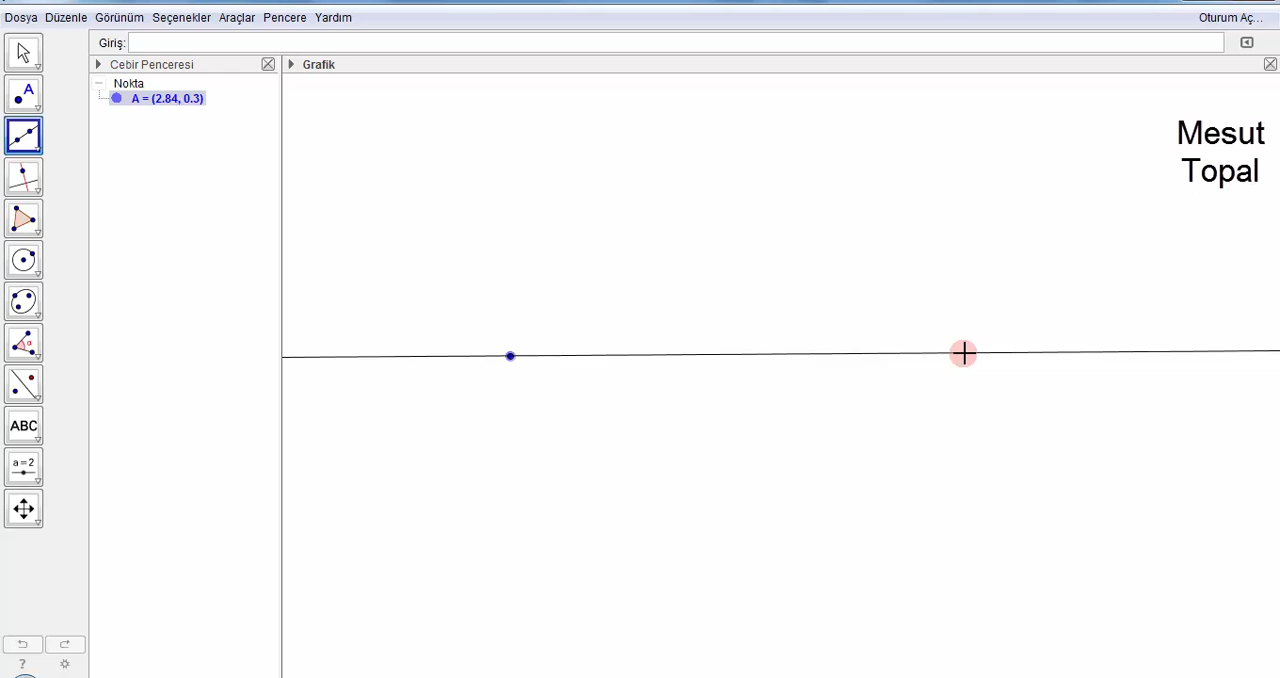 Dosya Düzenle Görünüm Seçenekler Araçlar Pencere Yardım Oturum Aç...
Giriş:
Cebir Penceresi Grafik
Nokta
A = (2.84, 0.3)
A
Mesut
Topal
α
ABC
a=2
?